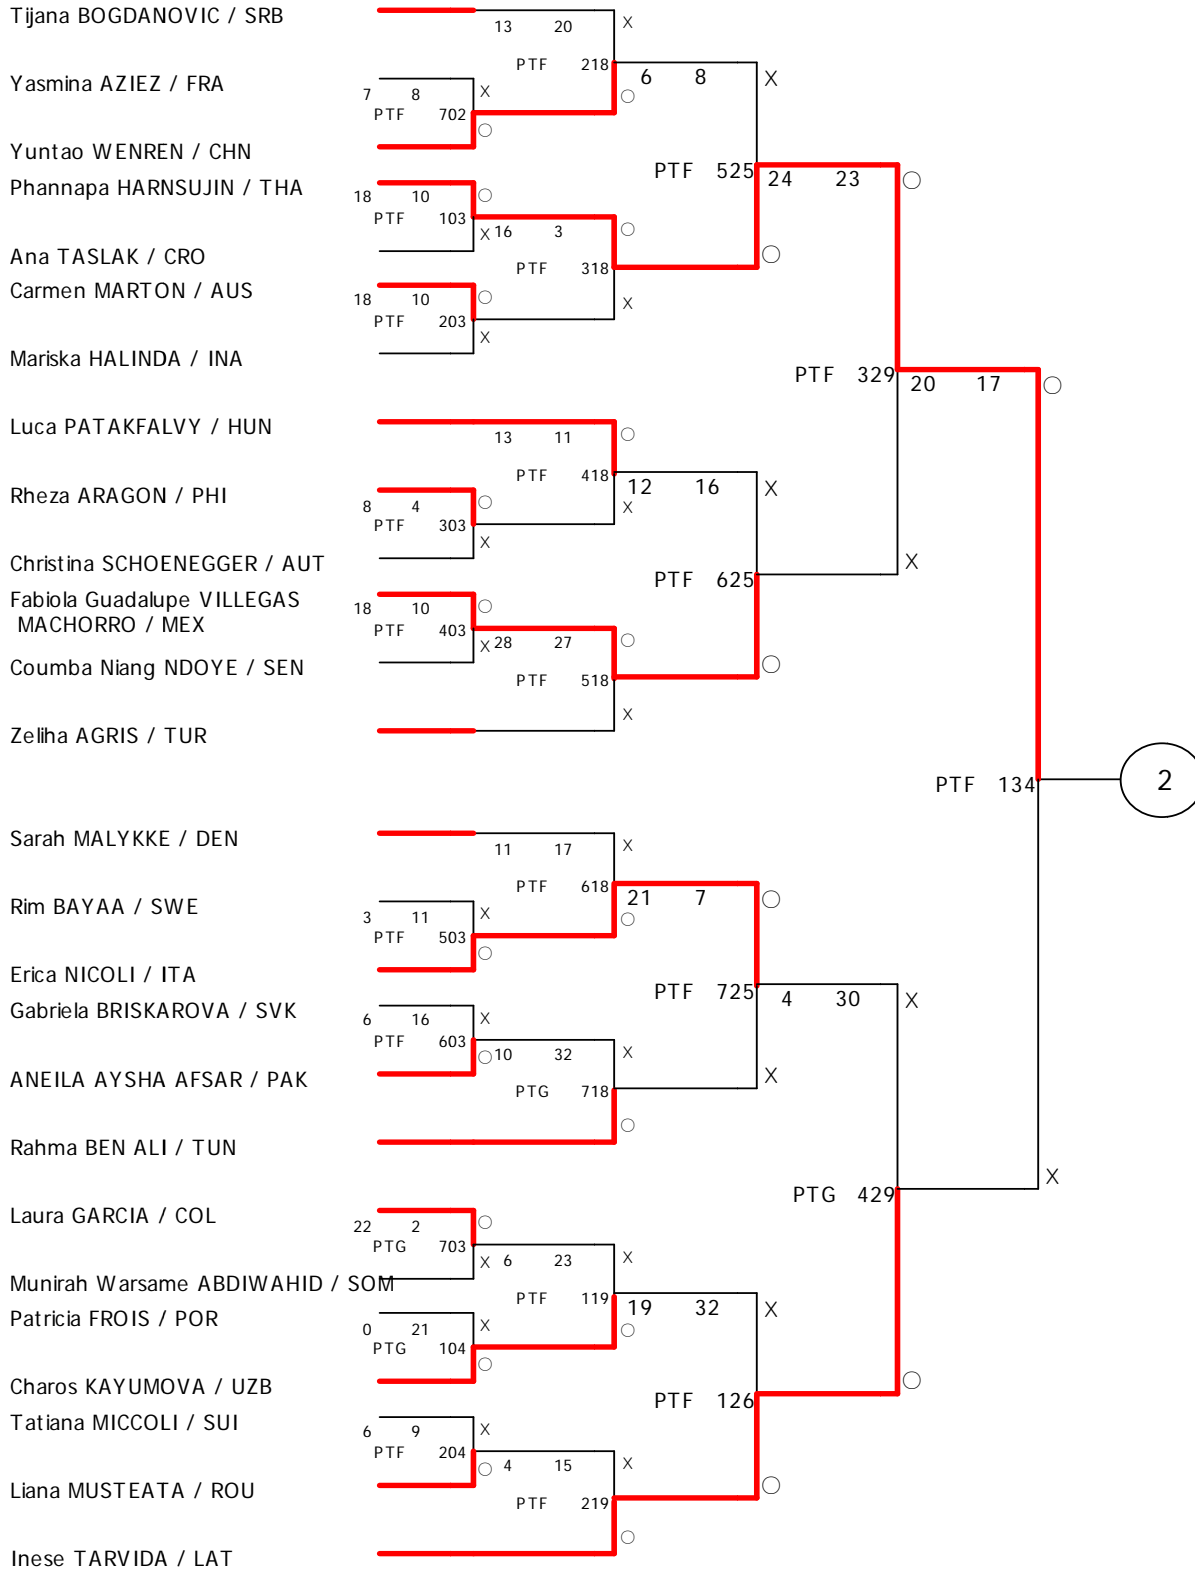 Tijana BOGDANOVIC / SRB
13 20 X
PTF 218
6 8 X
Yasmina AZIEZ / FRA
7 8 X
PTF 702
Yuntao WENREN / CHN
PTF 525
24 23
Phannapa HARNSUJIN / THA
18 10
PTF 103
X 16 3
Ana TASLAK / CRO
PTF 318
Carmen MARTON / AUS
18 10
X
PTF 203
X
Mariska HALINDA / INA
PTF 329
20 17
Luca PATAKFALVY / HUN
13 11
PTF 418
12 16 X
Rheza ARAGON / PHI
8 4
X
PTF 303
X
Christina SCHOENEGGER / AUT
X
PTF 625
Fabiola Guadalupe VILLEGAS
MACHORRO / MEX
18 10
PTF 403
X 28 27
Coumba Niang NDOYE / SEN
PTF 518
X
Zeliha AGRIS / TUR
PTF 134
2
Sarah MALYKKE / DEN
11 17 X
PTF 618
21 7
Rim BAYAA / SWE
3 11 X
PTF 503
Erica NICOLI / ITA
PTF 725
4 30 X
Gabriela BRISKAROVA / SVK
6 16 X
PTF 603
10 32 X
ANEILA AYSHA AFSAR / PAK
X
PTG 718
Rahma BEN ALI / TUN
X
PTG 429
Laura GARCIA / COL
22 2
PTG 703
X 6 23 X
Munirah Warsame ABDIWAHID / SOM
PTF 119
19 32 X
Patricia FROIS / POR
0 21 X
PTG 104
Charos KAYUMOVA / UZB
PTF 126
Tatiana MICCOLI / SUI
6 9 X
PTF 204
4 15 X
Liana MUSTEATA / ROU
PTF 219
Inese TARVIDA / LAT